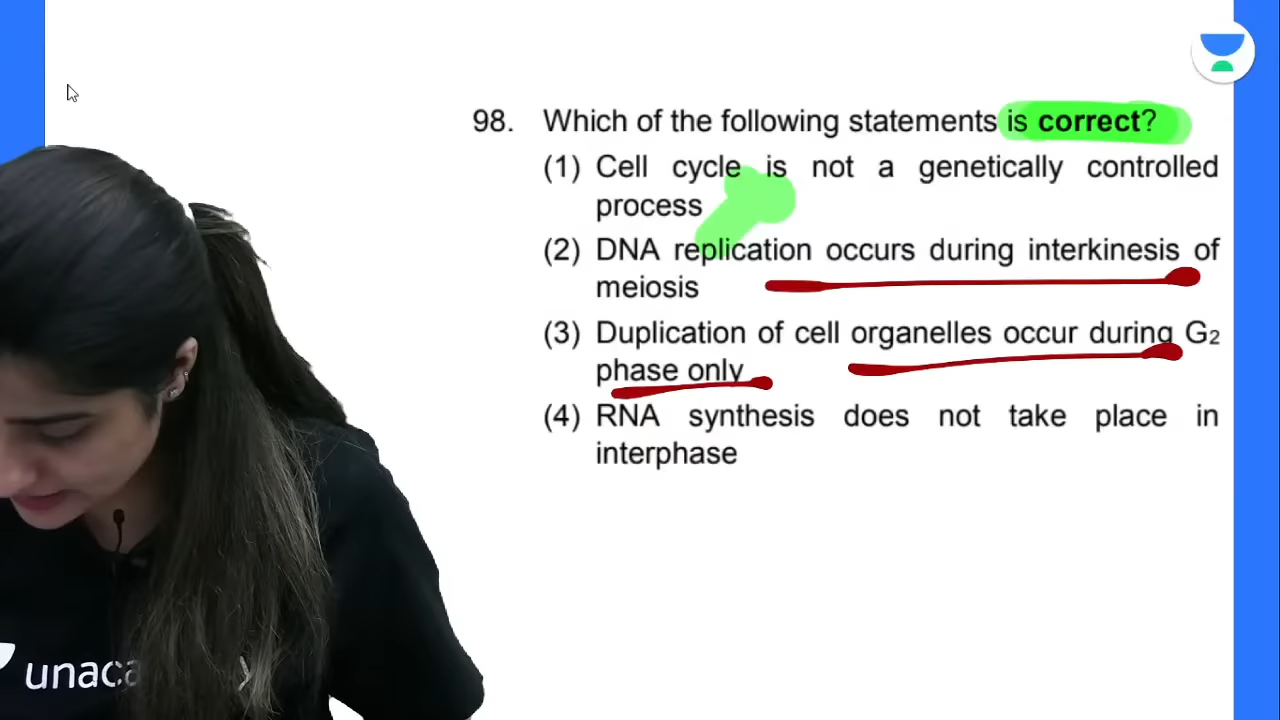 98. Which of the following statements is correct?
(1) Cell cycle is not a genetically controlled
process
(2) DNA replication occurs during interkinesis of
meiosis
(3) Duplication of cell organelles occur during G₂
phase only
(4) RNA synthesis does not take place in
interphase